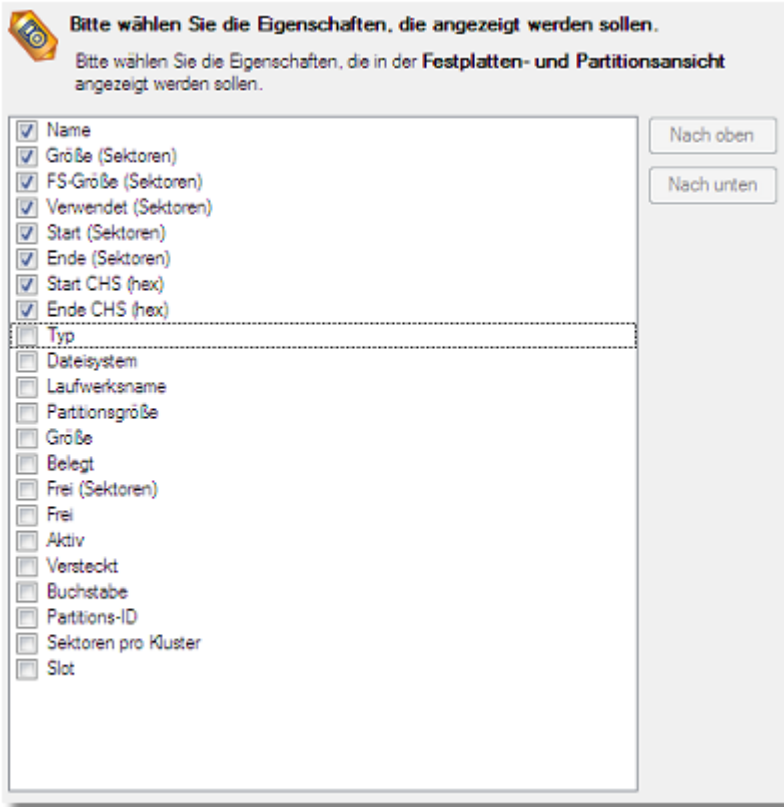 Bitte wählen Sie die Eigenschaften, die angezeigt werden sollen.
Bitte wählen Sie die Eigenschaften, die in der Festplatten- und Partitionsansicht
angezeigt werden sollen.
Name
Größe (Sektoren)
FS-Größe (Sektoren)
Verwendet (Sektoren)
Start (Sektoren)
Ende (Sektoren)
Start CHS (hex)
Ende CHS (hex)
Typ
Dateisystem
Laufwerksname
Partitionsgröße
Größe
Belegt
Frei (Sektoren)
Frei
Aktiv
Versteckt
Buchstabe
Partitions-ID
Sektoren pro Kluster
Slot
Nach oben
Nach unten